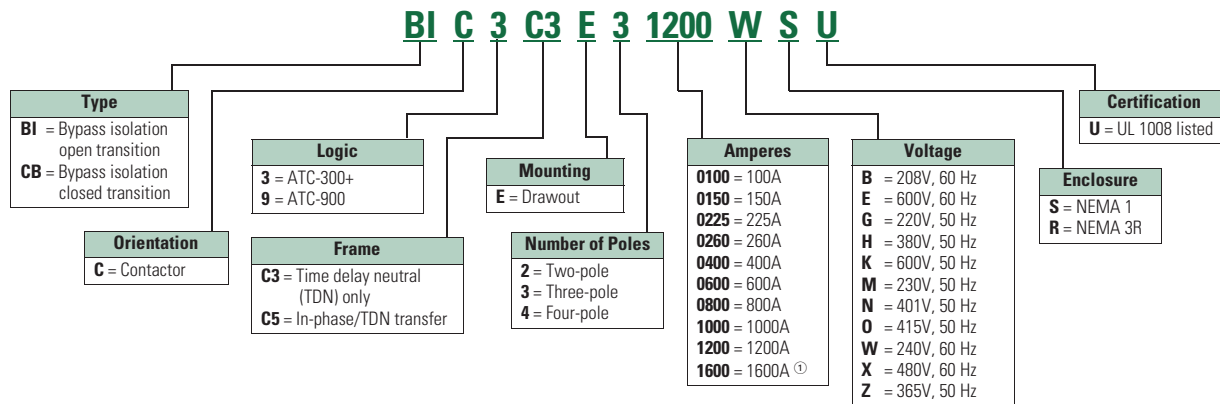 BI C 3 C3 E 3 1200 W S U
Type
BI = Bypass isolation
open transition
CB = Bypass isolation
closed transition
Orientation
C = Contactor
Logic
3 = ATC-300+
9 = ATC-900
Frame
C3 = Time delay neutral
(TDN) only
C5 = In-phase/TDN transfer
Mounting
E = Drawout
Number of Poles
2 = Two-pole
3 = Three-pole
4 = Four-pole
Amperes
0100 = 100A
0150 = 150A
0225 = 225A
0260 = 260A
0400 = 400A
0600 = 600A
0800 = 800A
1000 = 1000A
1200 = 1200A
1600 = 1600A ①
Voltage
B = 208V, 60 Hz
E = 600V, 60 Hz
G = 220V, 50 Hz
H = 380V, 50 Hz
K = 600V, 50 Hz
M = 230V, 50 Hz
N = 401V, 50 Hz
O = 415V, 50 Hz
W = 240V, 60 Hz
X = 480V, 60 Hz
Z = 365V, 50 Hz
Enclosure
S = NEMA 1
R = NEMA 3R
Certification
U = UL 1008 listed